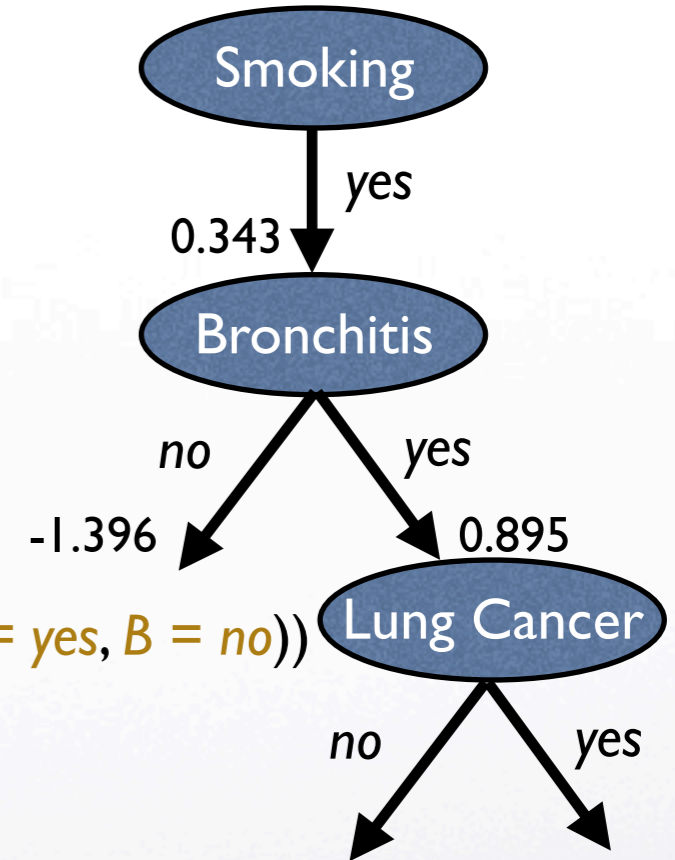 Smoking
yes
0.343
Bronchitis
no
yes
-1.396
0.895
= yes, B = no))
Lung Cancer
no
yes